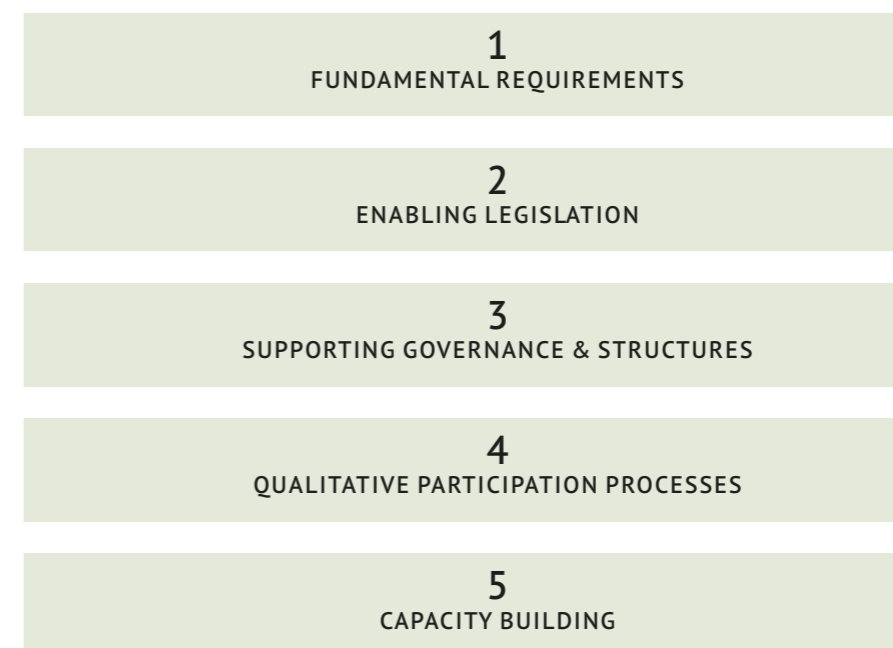 1
FUNDAMENTAL REQUIREMENTS
2
ENABLING LEGISLATION
3
SUPPORTING GOVERNANCE & STRUCTURES
4
QUALITATIVE PARTICIPATION PROCESSES
5
CAPACITY BUILDING